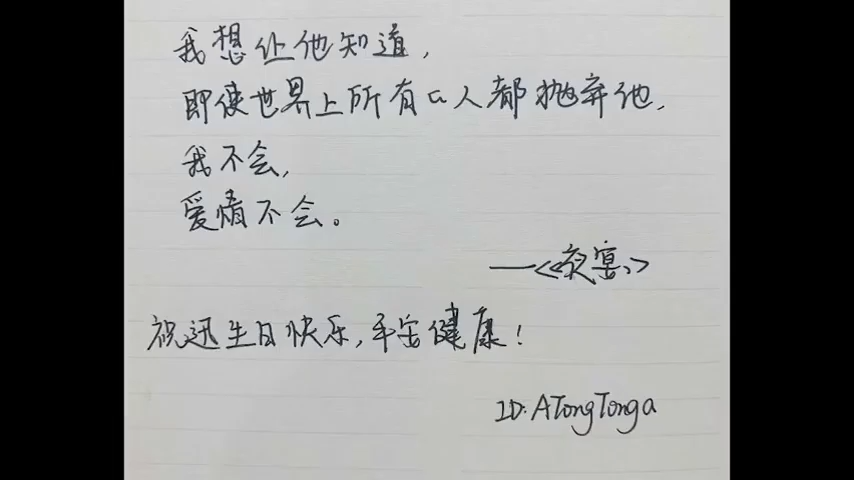 我想让他知道，
即使世界上所有的人都抛弃他，
我不会，
爱情不会。
——《夜宴》
祝迅生日快乐，平安健康！
ID:ATongTonga